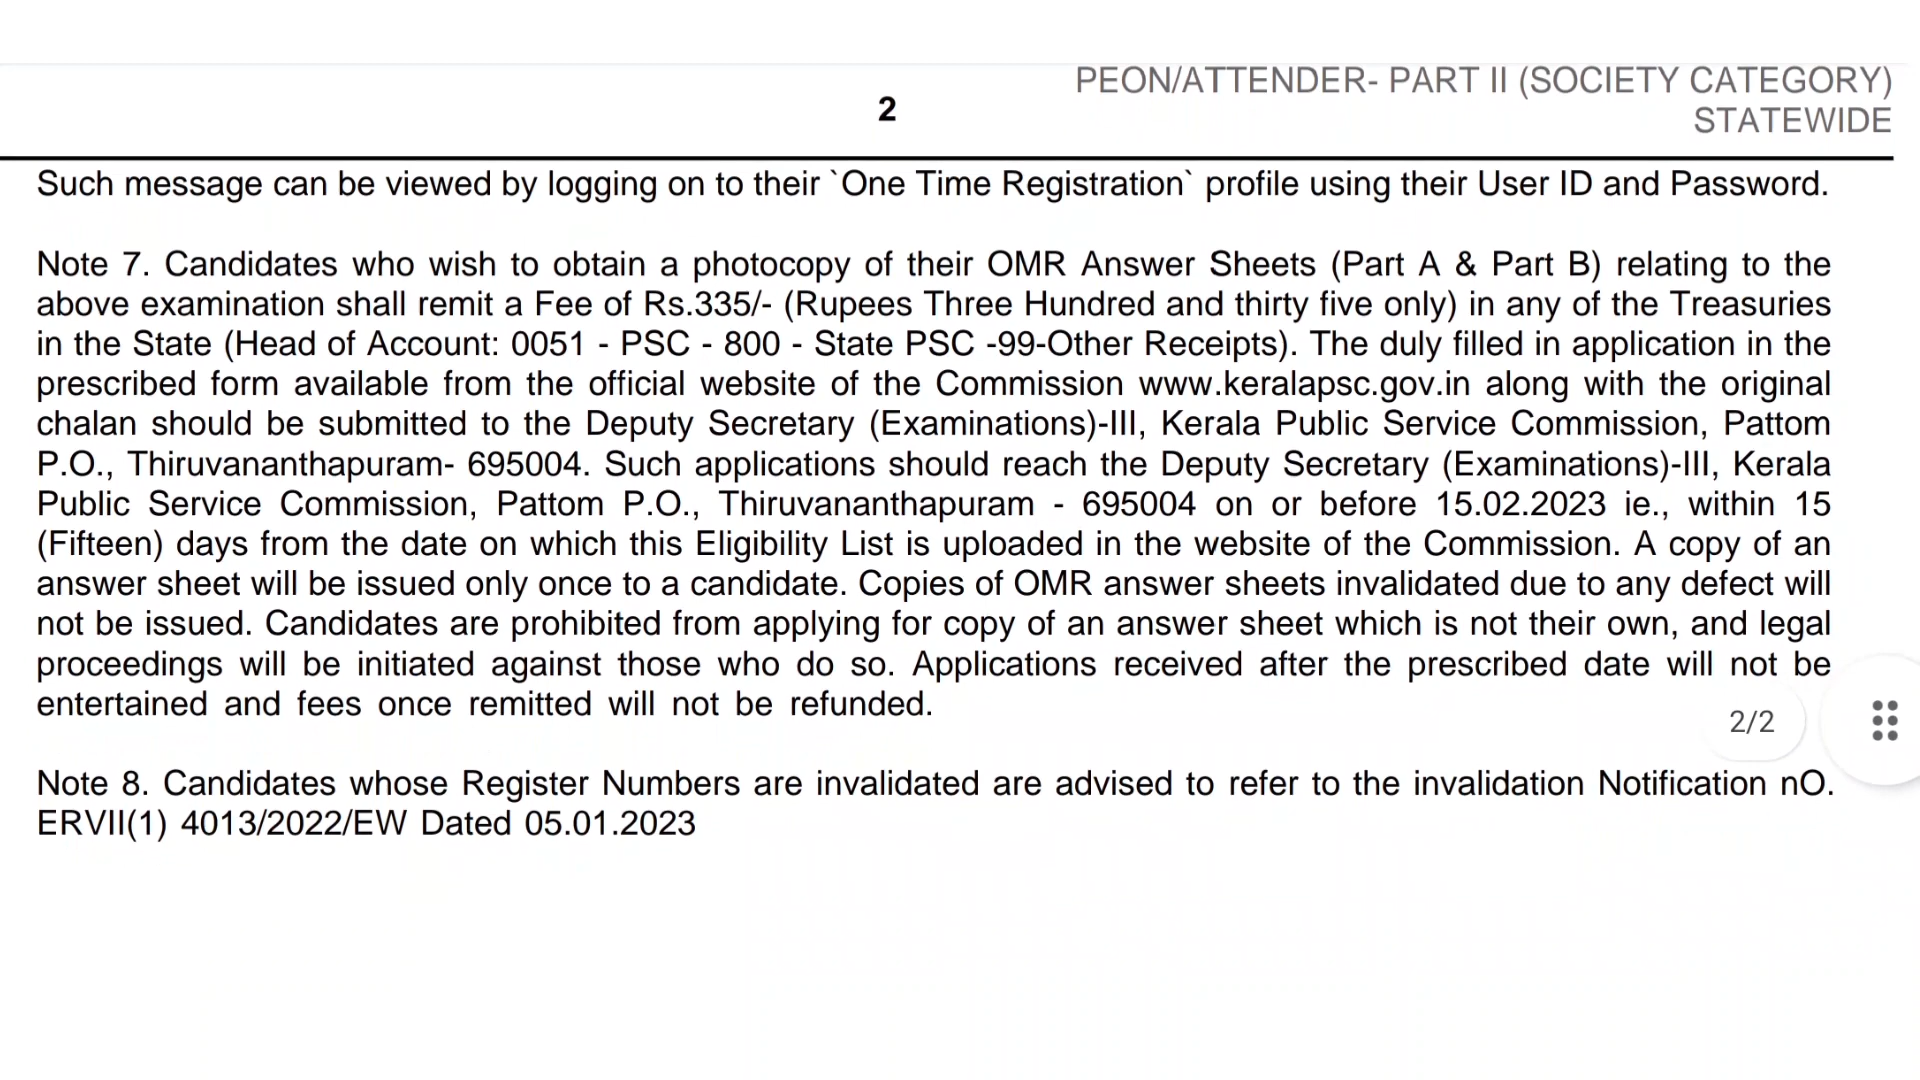 PEON/ATTENDER- PART II (SOCIETY CATEGORY)
2
STATEWIDE
Such message can be viewed by logging on to their `One Time Registration` profile using their User ID and Password.
Note 7. Candidates who wish to obtain a photocopy of their OMR Answer Sheets (Part A & Part B) relating to the
above examination shall remit a Fee of Rs.335/- (Rupees Three Hundred and thirty five only) in any of the Treasuries
in the State (Head of Account: 0051 - PSC - 800 - State PSC -99-Other Receipts). The duly filled in application in the
prescribed form available from the official website of the Commission www.keralapsc.gov.in along with the original
chalan should be submitted to the Deputy Secretary (Examinations)-III, Kerala Public Service Commission, Pattom
P.O., Thiruvananthapuram- 695004. Such applications should reach the Deputy Secretary (Examinations)-III, Kerala
Public Service Commission, Pattom P.O., Thiruvananthapuram - 695004 on or before 15.02.2023 ie., within 15
(Fifteen) days from the date on which this Eligibility List is uploaded in the website of the Commission. A copy of an
answer sheet will be issued only once to a candidate. Copies of OMR answer sheets invalidated due to any defect will
not be issued. Candidates are prohibited from applying for copy of an answer sheet which is not their own, and legal
proceedings will be initiated against those who do so. Applications received after the prescribed date will not be
entertained and fees once remitted will not be refunded.
2/2
Note 8. Candidates whose Register Numbers are invalidated are advised to refer to the invalidation Notification nO.
ERVII(1) 4013/2022/EW Dated 05.01.2023